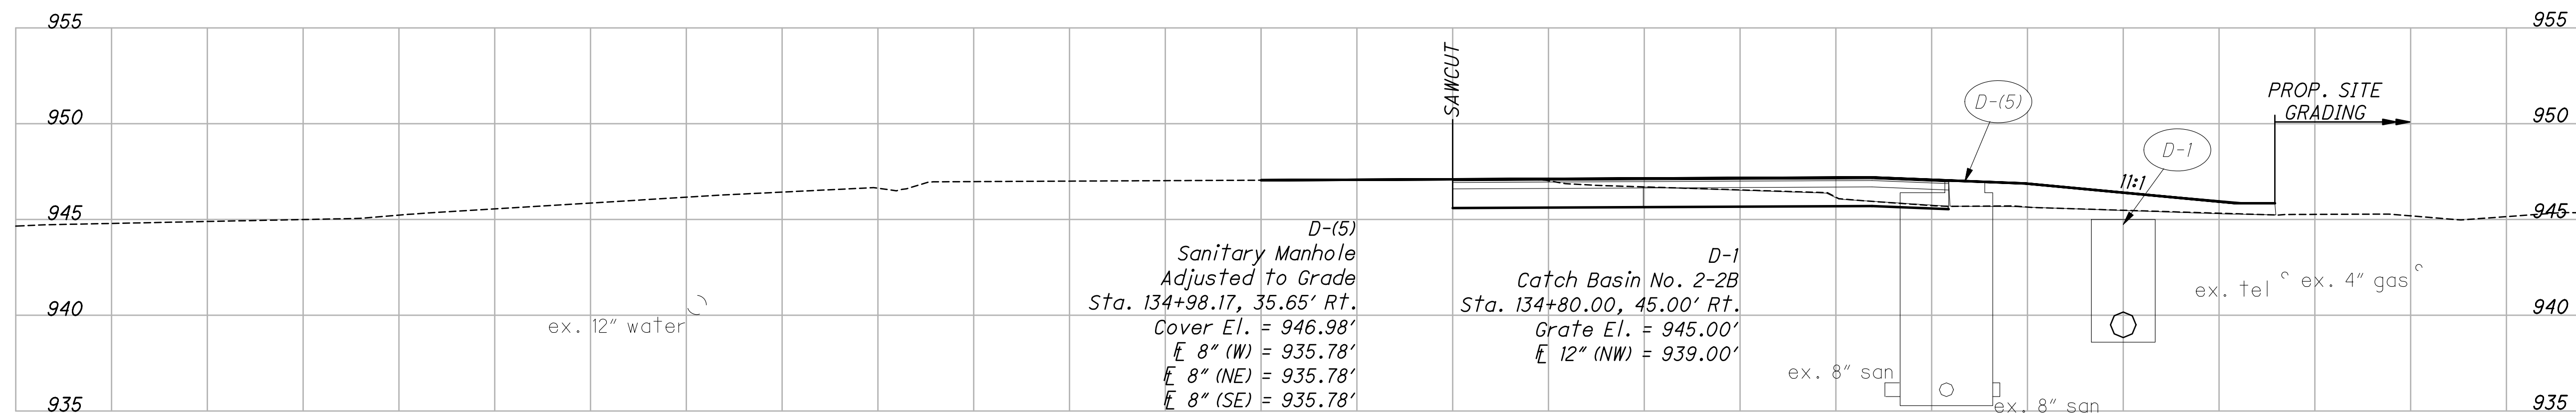 955
955
SAWCUT
PROP. SITE
GRADING
D-(5)
950
950
D-1
11:1
945
945
D-(5)
Sanitary Manhole
Adjusted to Grade
Sta. 134+98.17, 35.65' Rt.
Cover El. = 946.98'
℄ 8" (W) = 935.78'
℄ 8" (NE) = 935.78'
℄ 8" (SE) = 935.78'
D-1
Catch Basin No. 2-2B
Sta. 134+80.00, 45.00' Rt.
Grate El. = 945.00'
℄ 12" (NW) = 939.00'
ex. tel
ex. 4" gas
940
940
ex. 12" water
ex. 8" san
ex. 8" san
935
935